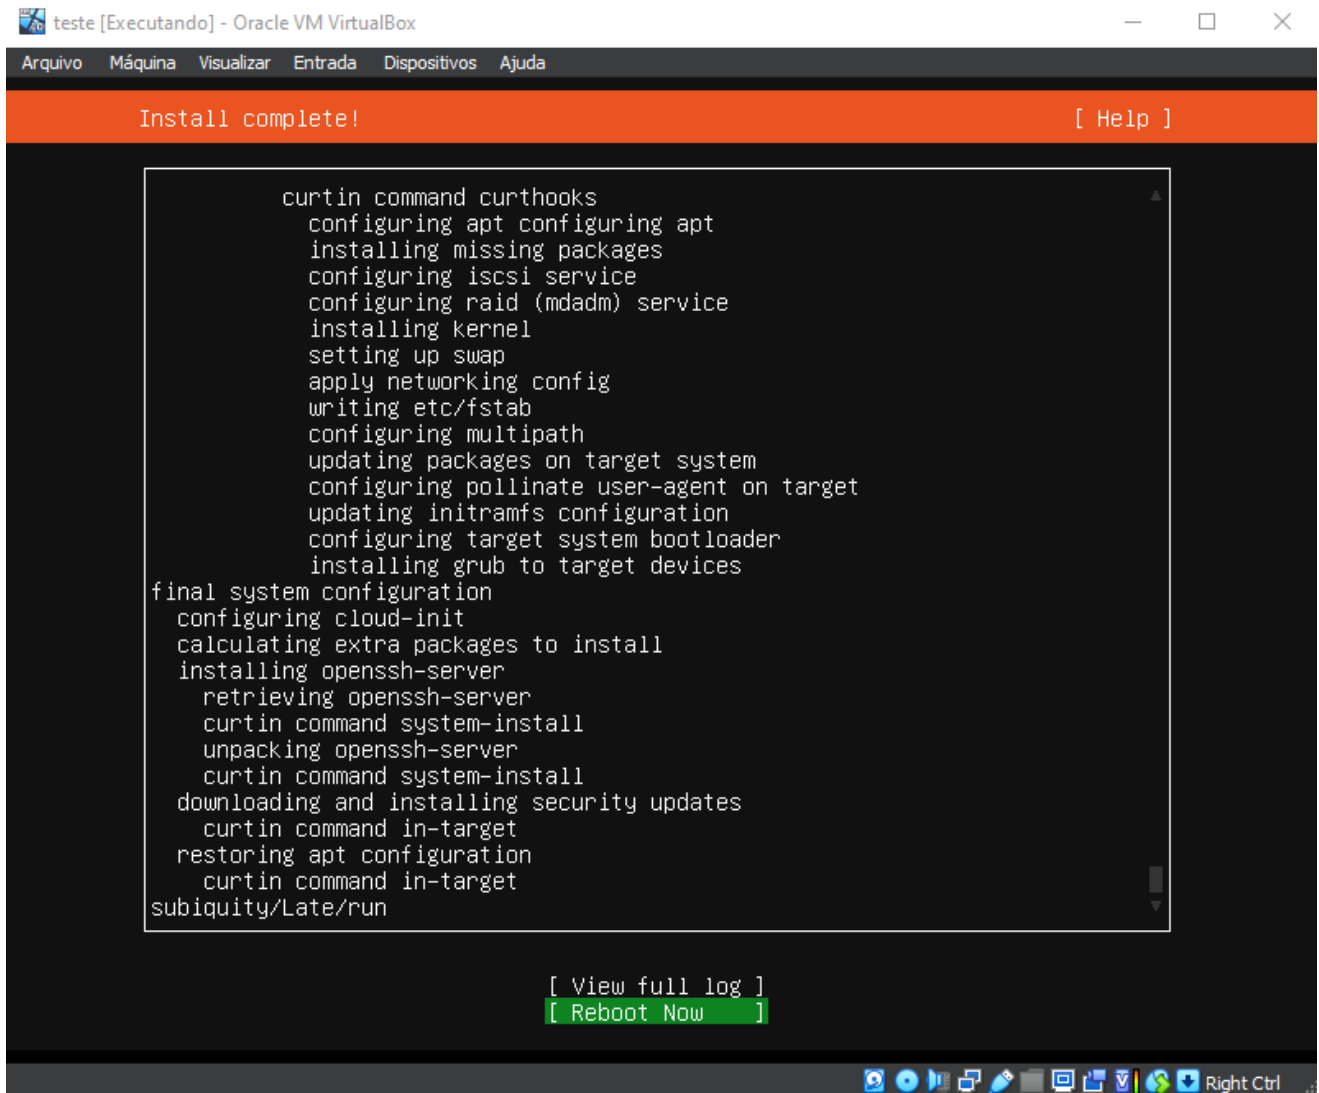 teste [Executando] - Oracle VM VirtualBox
Arquivo Máquina Visualizar Entrada Dispositivos Ajuda
Install complete! [ Help ]
curtin command curthooks
configuring apt configuring apt
installing missing packages
configuring iscsi service
configuring raid (mdadm) service
installing kernel
setting up swap
apply networking config
writing etc/fstab
configuring multipath
updating packages on target system
configuring pollinate user-agent on target
updating initramfs configuration
configuring target system bootloader
installing grub to target devices
final system configuration
configuring cloud-init
calculating extra packages to install
installing openssh-server
retrieving openssh-server
curtin command system-install
unpacking openssh-server
curtin command system-install
downloading and installing security updates
curtin command in-target
restoring apt configuration
curtin command in-target
subiquity/Late/run
[ View full log ]
[ Reboot Now ]
Right Ctrl